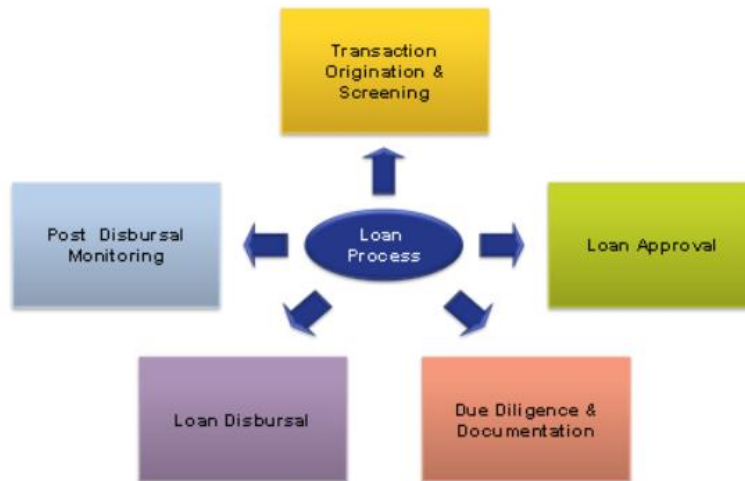 Transaction
Origination &
Screening
Post Disbursal
Monitoring
Loan
Process
Loan Approval
Loan Disbursal
Due Diligence &
Documentation